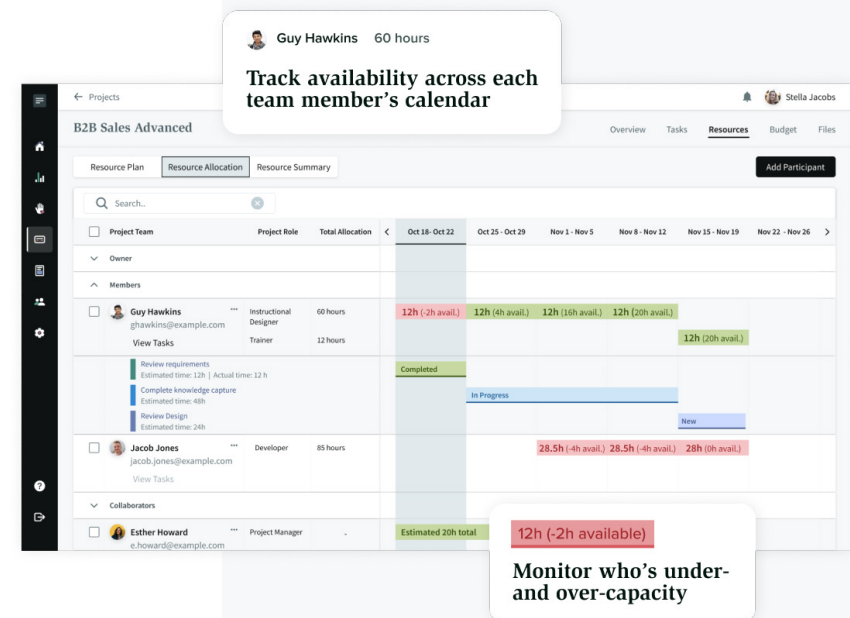 Guy Hawkins 60 hours
Track availability across each
team member's calendar
← Projects
Stella Jacobs
B2B Sales Advanced
Overview Tasks Resources Budget Files
Resource Plan Resource Allocation Resource Summary
Add Participant
Search..
Project Team Project Role Total Allocation < Oct 18- Oct 22 Oct 25 - Oct 29 Nov 1 - Nov 5 Nov 8 - Nov 12 Nov 15 - Nov 19 Nov 22 - Nov 26 >
Owner
Members
Guy Hawkins ··· Instructional Designer 60 hours 12h (-2h avail.) 12h (4h avail.) 12h (16h avail.) 12h (20h avail.)
ghawkins@example.com
View Tasks Trainer 12 hours 12h (20h avail.)
Review requirements Completed
Estimated time: 12h | Actual time: 12 h
Complete knowledge capture In Progress
Estimated time: 48h
Review Design New
Estimated time: 24h
Jacob Jones ··· Developer 85 hours 28.5h (-4h avail.) 28.5h (-4h avail.) 28h (0h avail.)
jacob.jones@example.com
View Tasks
Collaborators
Esther Howard ··· Project Manager - Estimated 20h total
e.howard@example.com
12h (-2h available)
Monitor who's under-
and over-capacity